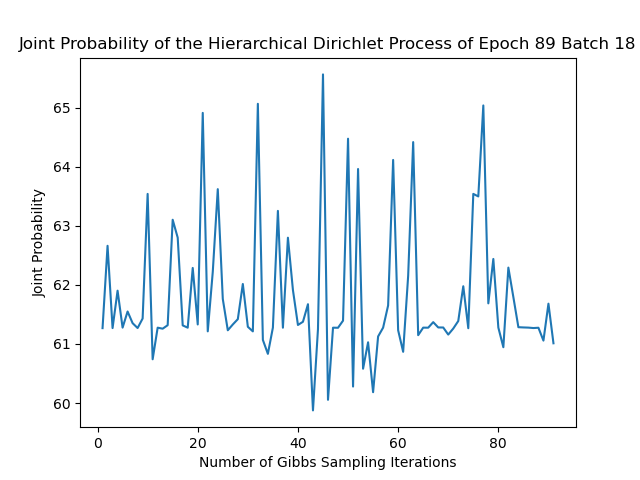 Joint Probability of the Hierarchical Dirichlet Process of Epoch 89 Batch 18
65
64
63
62
61
60
Joint Probability
0 20 40 60 80
Number of Gibbs Sampling Iterations